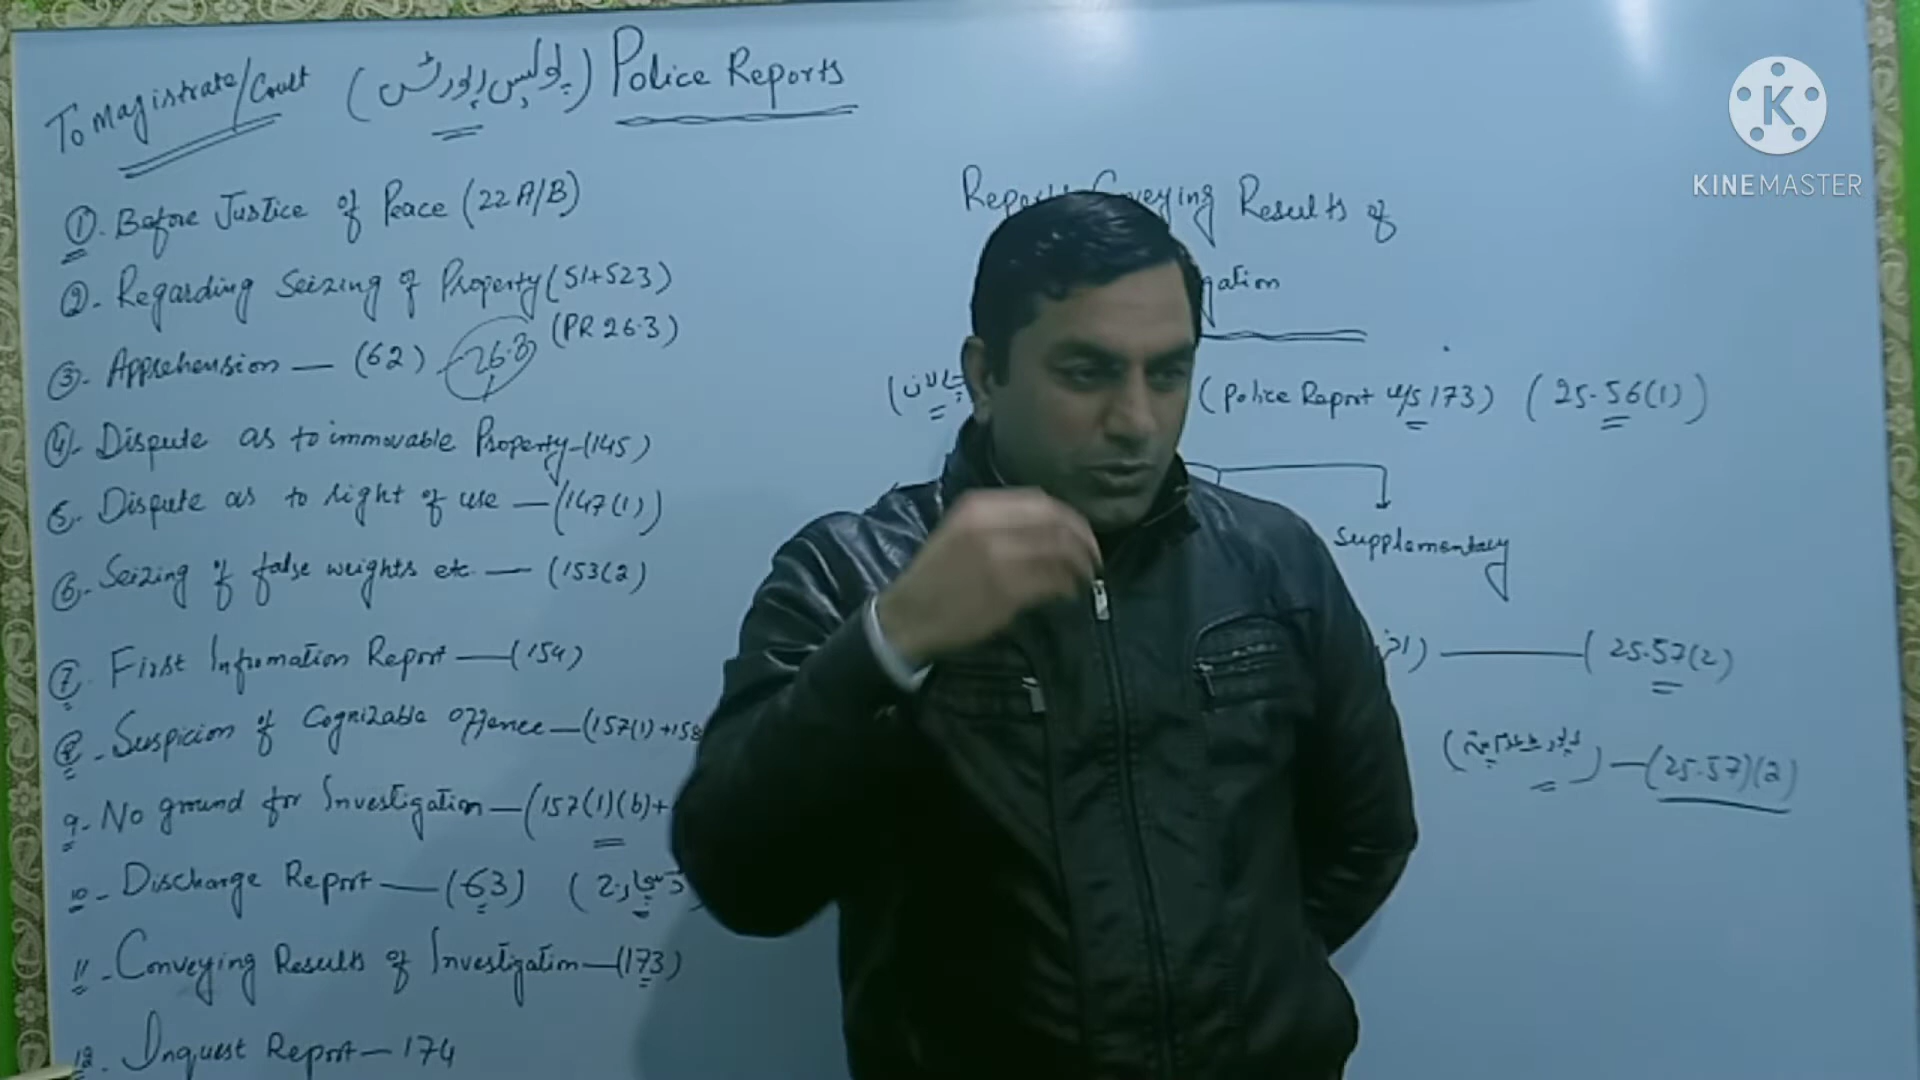 To Magistrate/Court (پولیس رپورٹس) Police Reports
KINEMASTER
① Before Justice of Peace (22 A/B)
②- Regarding Seizing of Property (51+523)
(PR 26.3)
③- Apprehension — (62) 26.3
④- Dispute as to immovable Property-(145)
5- Dispute as to right of use — (147(1))
⑥- Seizing of false weights etc — (153(2)
⑦- First Information Report — (154)
⑧- Suspicion of Cognizable offence — (157(1)+158
9- No ground for Investigation — (157(1)(b)+
10- Discharge Report — (63) (
11- Conveying Results of Investigation — (173)
12- Inquest Report — 174
Reports Results of
gation
(چالان (Police Report u/s 173) (25.56(1))
Supplementary
) — (25.57(2)
— (25.57)(2)